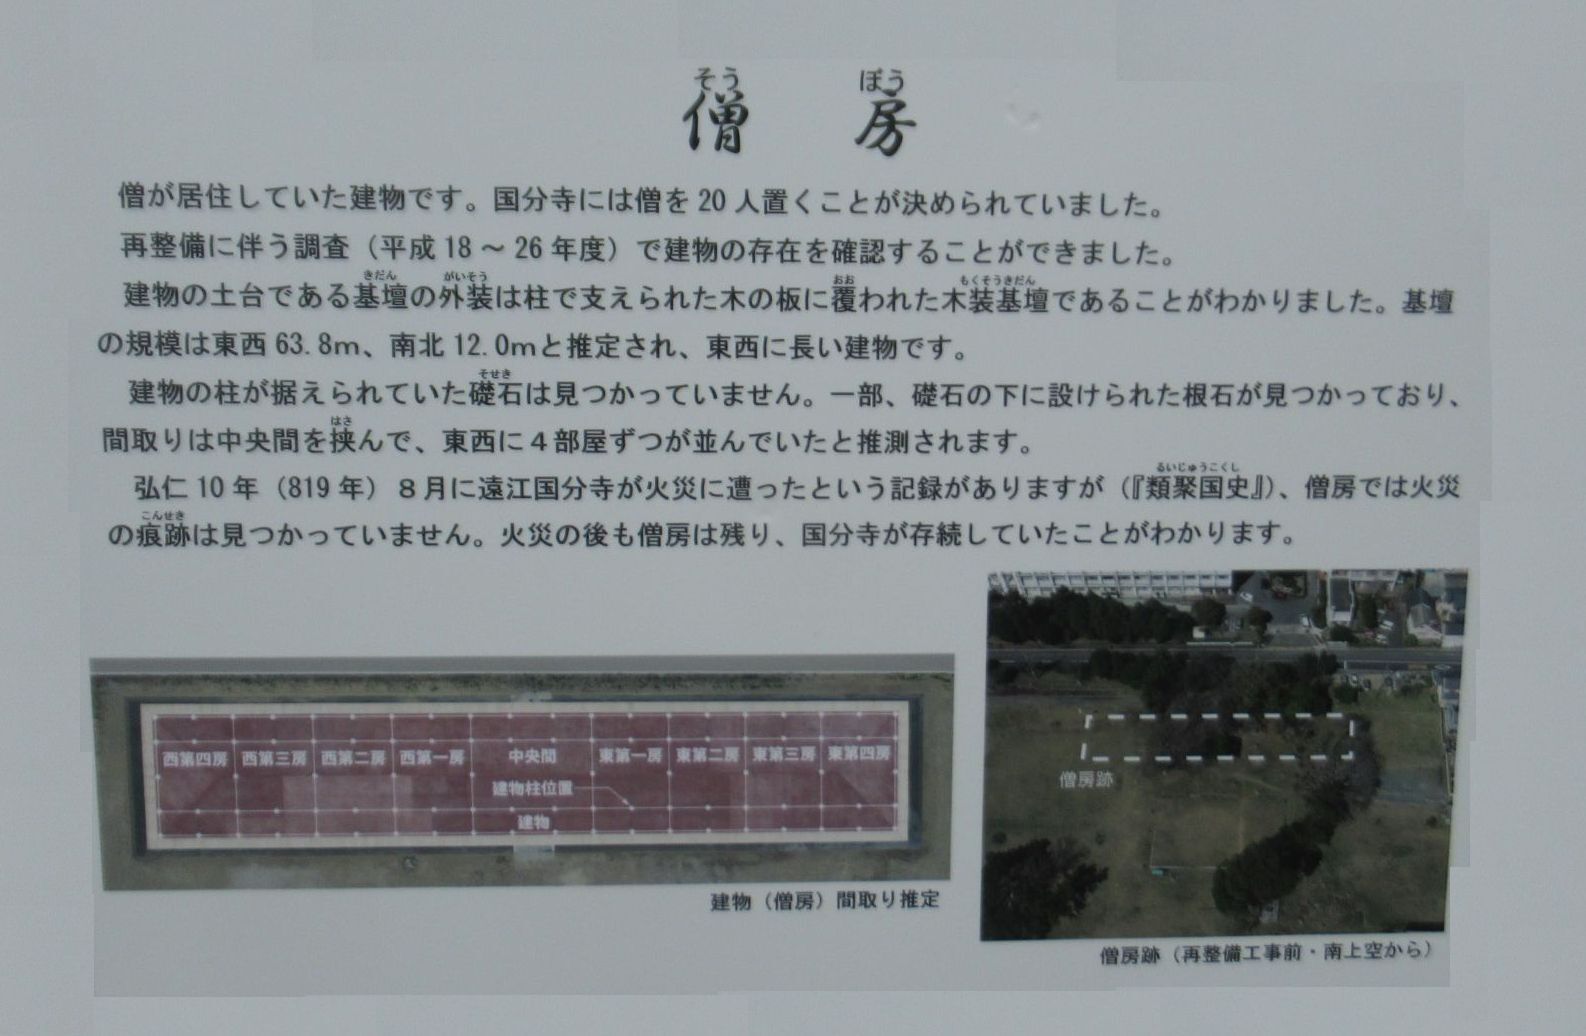 そう ぼう
僧 房
僧が居住していた建物です。国分寺には僧を 20 人置くことが決められていました。
再整備に伴う調査（平成 18 ～ 26 年度）で建物の存在を確認することができました。
きだん がいそう おお もくそうきだん
建物の土台である基壇の外装は柱で支えられた木の板に覆われた木装基壇であることがわかりました。基壇
の規模は東西 63.8m、南北 12.0mと推定され、東西に長い建物です。
そせき
建物の柱が据えられていた礎石は見つかっていません。一部、礎石の下に設けられた根石が見つかっており、
はさ
間取りは中央間を挟んで、東西に４部屋ずつが並んでいたと推測されます。
るいじゅうこくし
弘仁 10 年（819 年）８月に遠江国分寺が火災に遭ったという記録がありますが（『類聚国史』）、僧房では火災
こんせき
の痕跡は見つかっていません。火災の後も僧房は残り、国分寺が存続していたことがわかります。
西第四房 西第三房 西第二房 西第一房 中央間 東第一房 東第二房 東第三房 東第四房
建物柱位置
建物
建物（僧房）間取り推定
僧房跡
僧房跡（再整備工事前・南上空から）